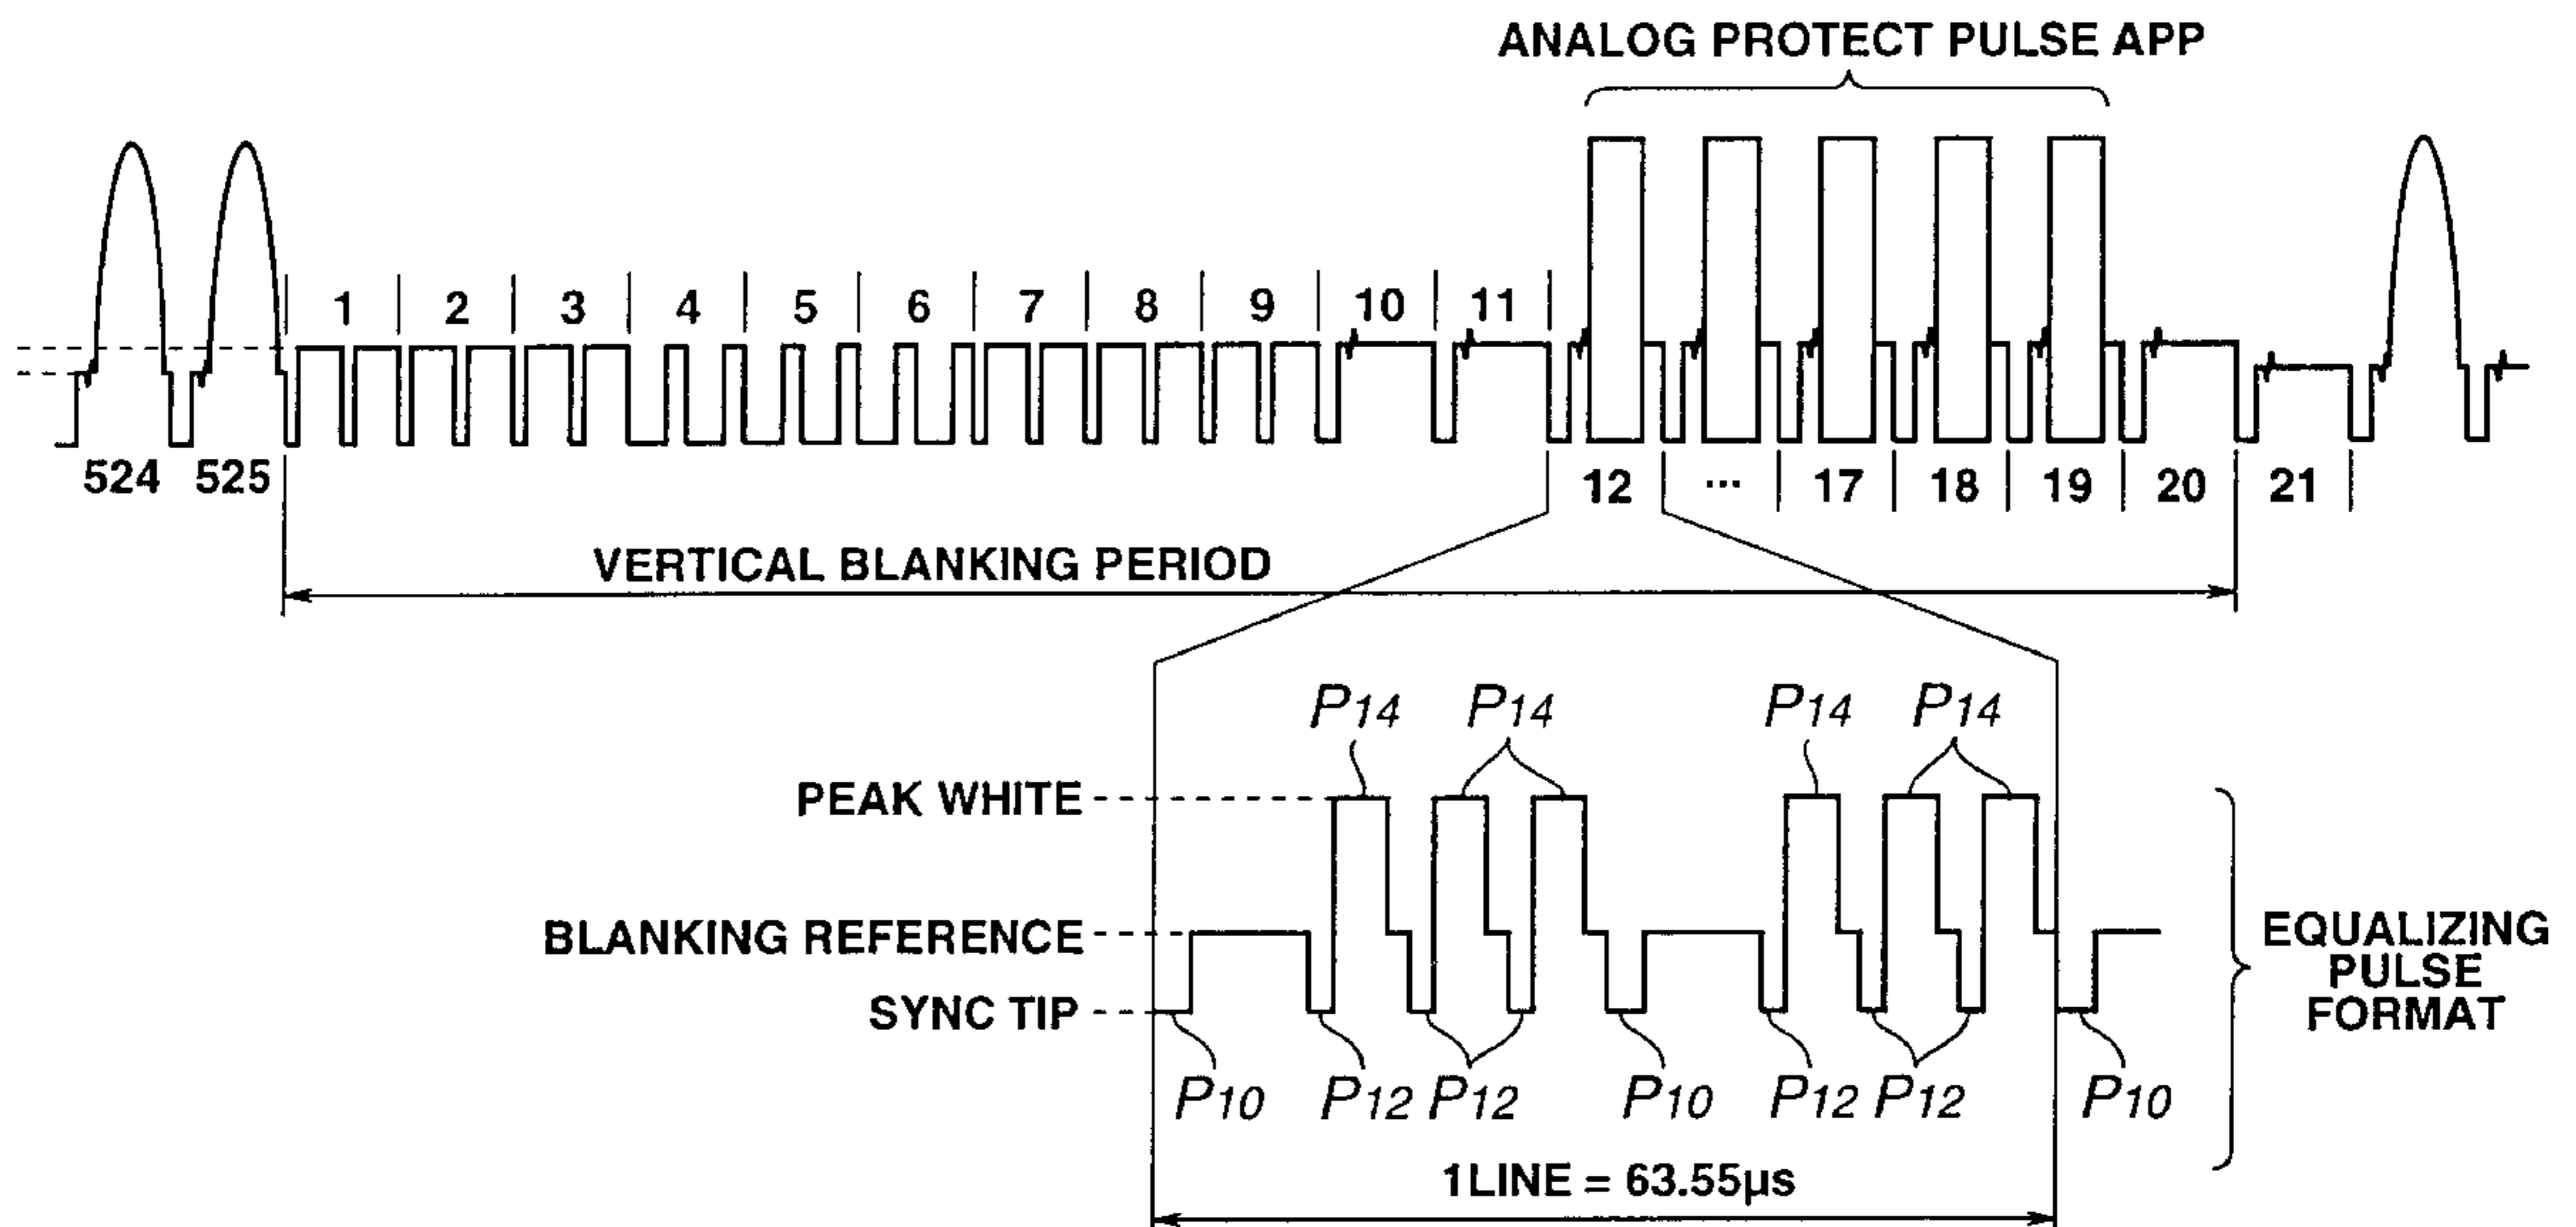 ANALOG PROTECT PULSE APP
1 2 3 4 5 6 7 8 9 10 11
524 525 12 ... 17 18 19 20 21
VERTICAL BLANKING PERIOD
P14 P14 P14 P14
PEAK WHITE
BLANKING REFERENCE
SYNC TIP
EQUALIZING
PULSE
FORMAT
P10 P12 P12 P10 P12 P12 P10
1LINE = 63.55µs